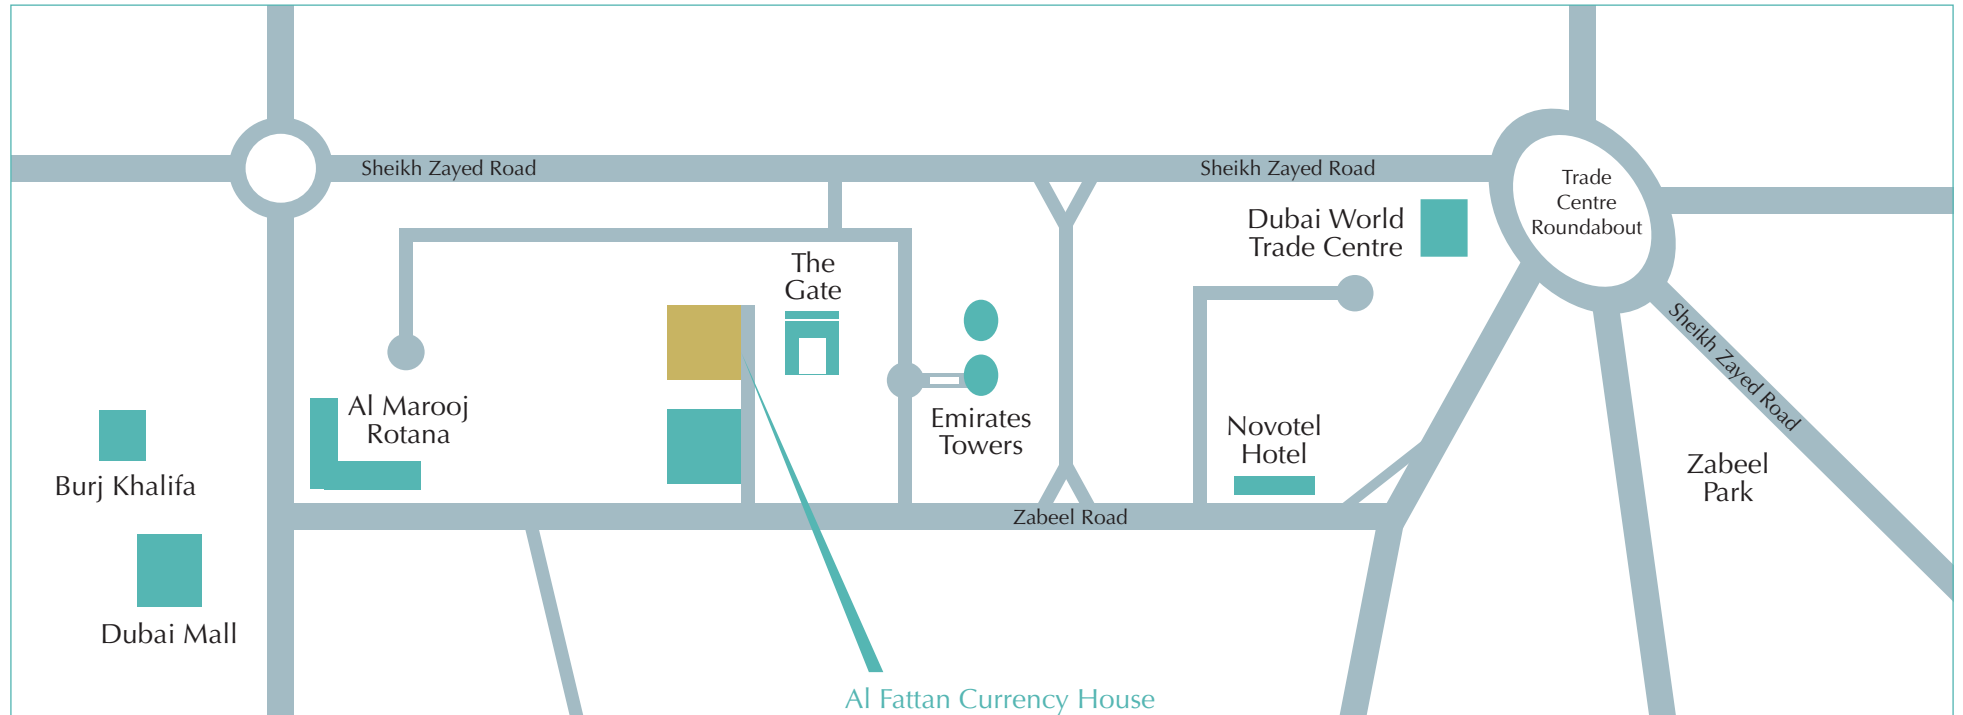 Sheikh Zayed Road
Sheikh Zayed Road
Trade
Centre
Roundabout
Dubai World
Trade Centre
The
Gate
Sheikh Zayed Road
Al Marooj
Rotana
Emirates
Towers
Novotel
Hotel
Zabeel
Park
Burj Khalifa
Zabeel Road
Dubai Mall
Al Fattan Currency House